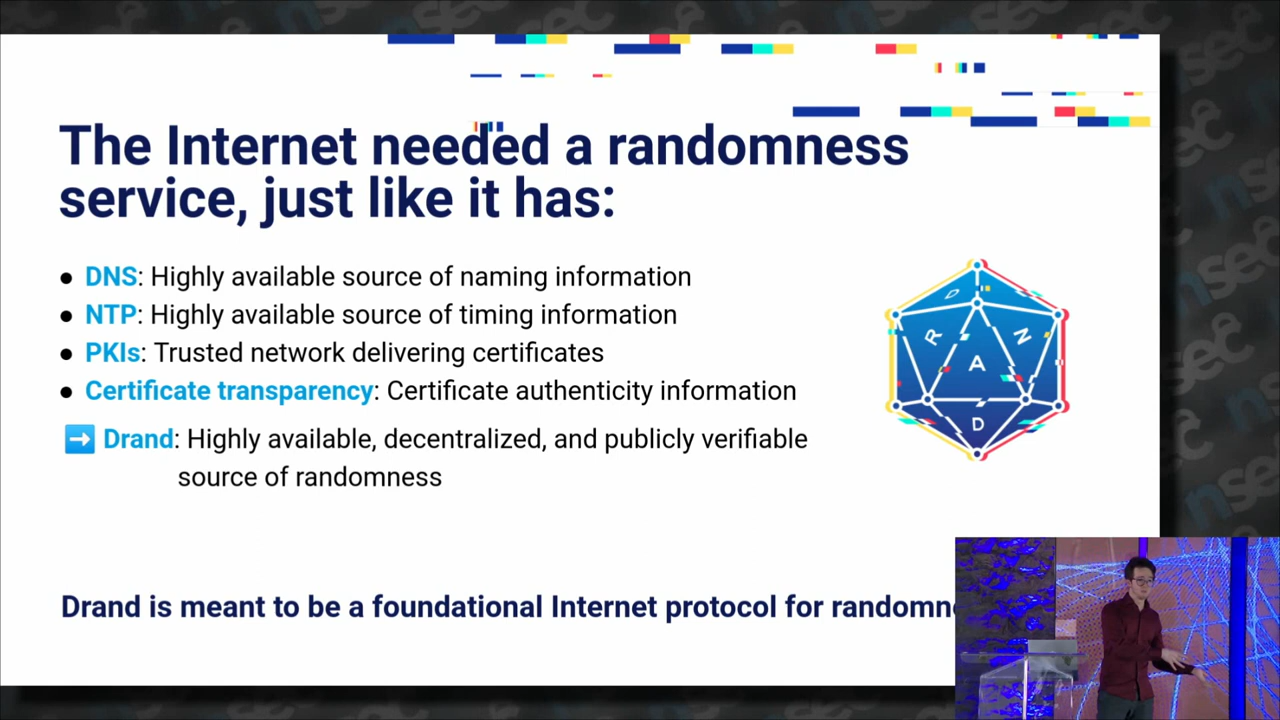 The Internet needed a randomness
service, just like it has:
● DNS: Highly available source of naming information
● NTP: Highly available source of timing information
● PKIs: Trusted network delivering certificates
● Certificate transparency: Certificate authenticity information
➡ Drand: Highly available, decentralized, and publicly verifiable
source of randomness
D
R
A
N
D
Drand is meant to be a foundational Internet protocol for
nsec